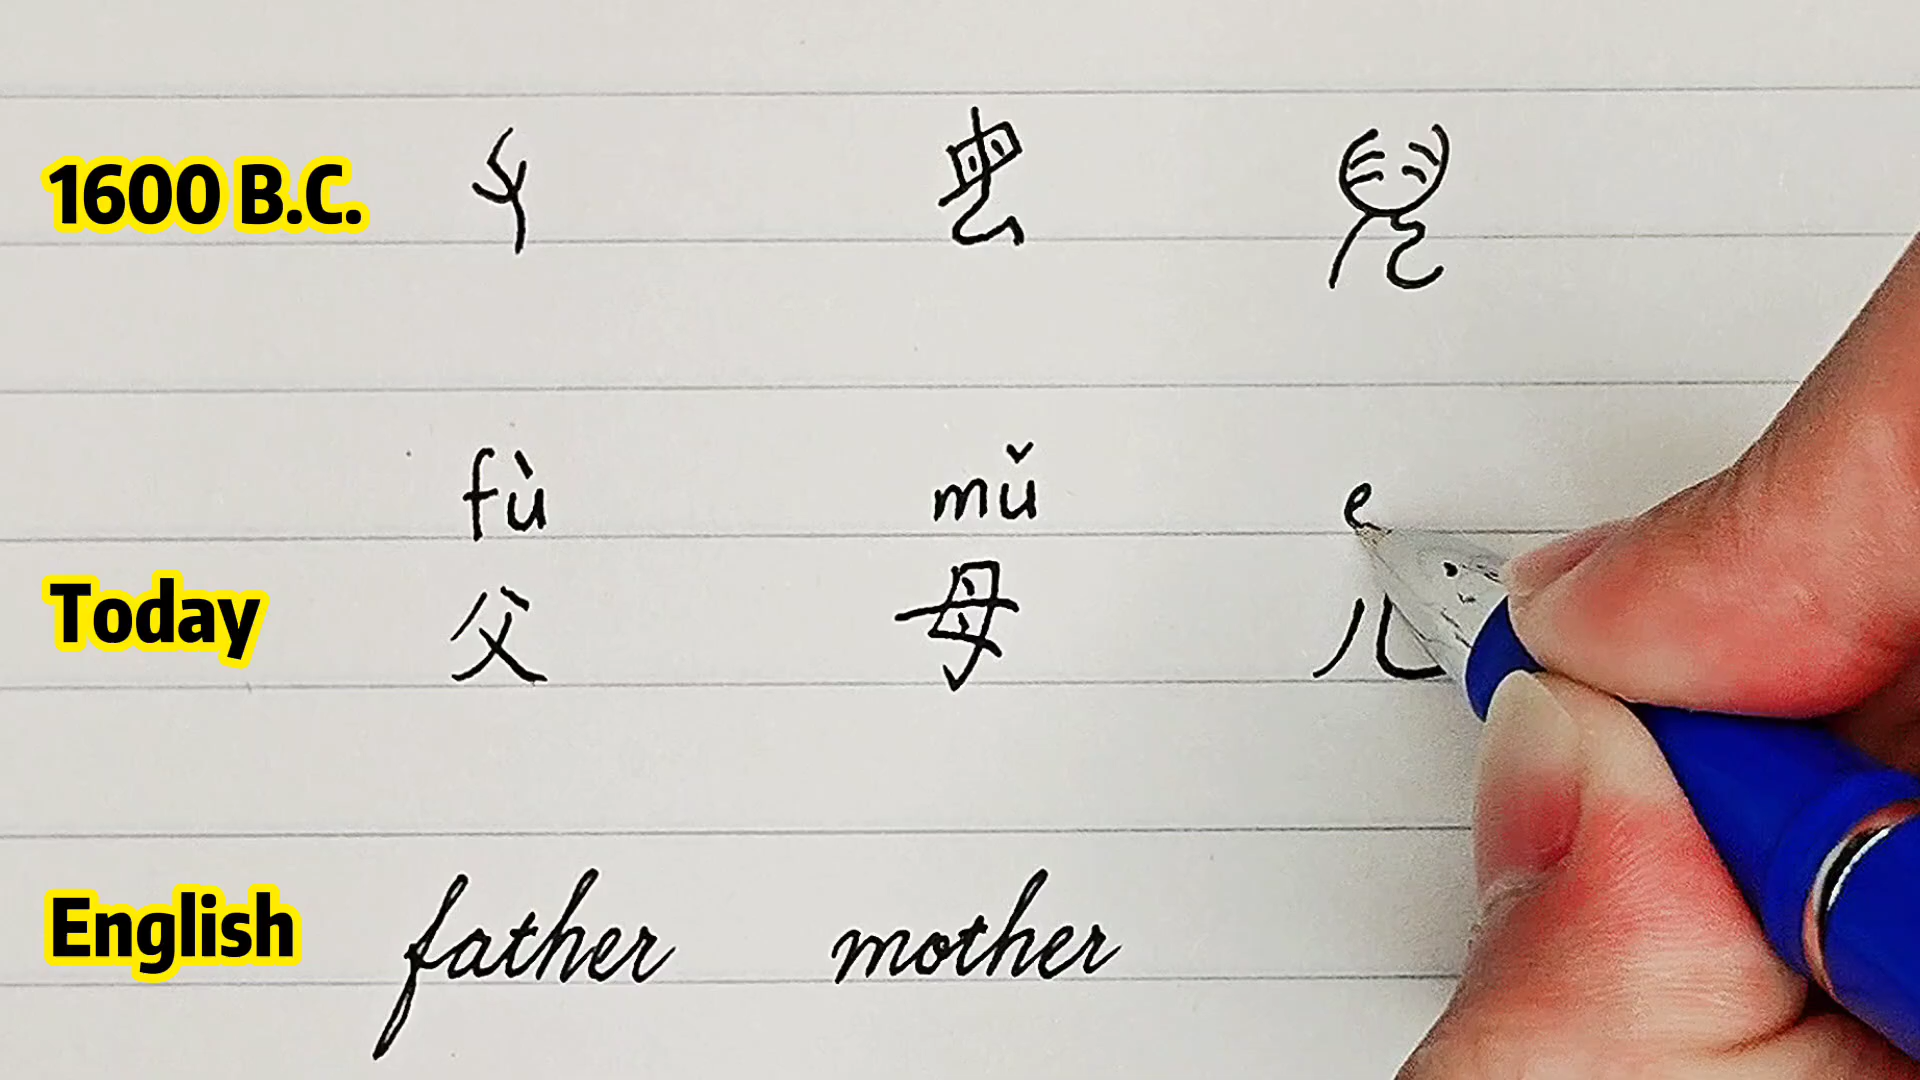 1600 B.C.
fù mǔ e
Today 父 母 儿
English father mother